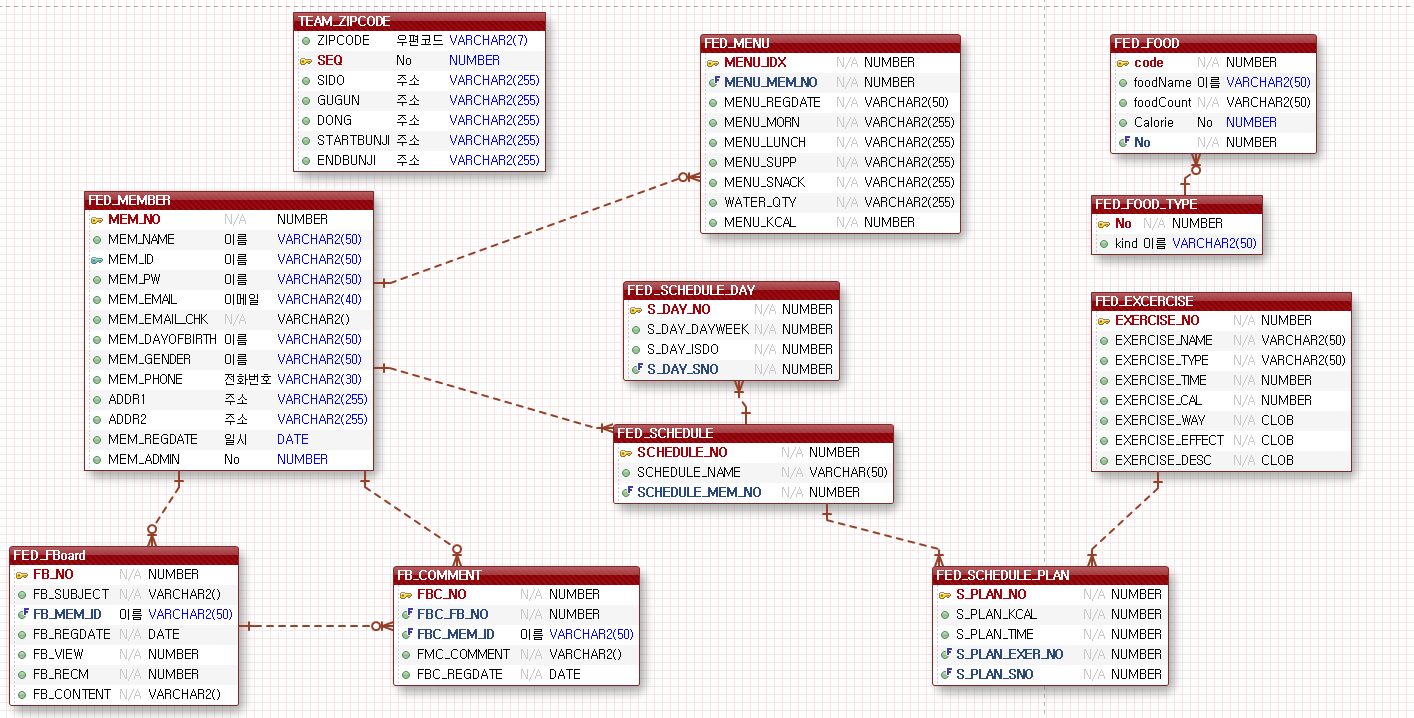 TEAM_ZIPCODE
ZIPCODE 우편코드 VARCHAR2(7)
SEQ No NUMBER
SIDO 주소 VARCHAR2(255)
GUGUN 주소 VARCHAR2(255)
DONG 주소 VARCHAR2(255)
STARTBUNJI 주소 VARCHAR2(255)
ENDBUNJI 주소 VARCHAR2(255)
FED_MENU
MENU_IDX N/A NUMBER
MENU_MEM_NO N/A NUMBER
MENU_REGDATE N/A VARCHAR2(50)
MENU_MORN N/A VARCHAR2(255)
MENU_LUNCH N/A VARCHAR2(255)
MENU_SUPP N/A VARCHAR2(255)
MENU_SNACK N/A VARCHAR2(255)
WATER_QTY N/A VARCHAR2(255)
MENU_KCAL N/A NUMBER
FED_FOOD
code N/A NUMBER
foodName 이름 VARCHAR2(50)
foodCount N/A VARCHAR2(50)
Calorie No NUMBER
No N/A NUMBER
FED_FOOD_TYPE
No N/A NUMBER
kind 이름 VARCHAR2(50)
FED_MEMBER
MEM_NO N/A NUMBER
MEM_NAME 이름 VARCHAR2(50)
MEM_ID 이름 VARCHAR2(50)
MEM_PW 이름 VARCHAR2(50)
MEM_EMAIL 이메일 VARCHAR2(40)
MEM_EMAIL_CHK N/A VARCHAR2()
MEM_DAYOFBIRTH 이름 VARCHAR2(50)
MEM_GENDER 이름 VARCHAR2(50)
MEM_PHONE 전화번호 VARCHAR2(30)
ADDR1 주소 VARCHAR2(255)
ADDR2 주소 VARCHAR2(255)
MEM_REGDATE 일시 DATE
MEM_ADMIN No NUMBER
FED_SCHEDULE_DAY
S_DAY_NO N/A NUMBER
S_DAY_DAYWEEK N/A NUMBER
S_DAY_ISDO N/A NUMBER
S_DAY_SNO N/A NUMBER
FED_EXCERCISE
EXERCISE_NO N/A NUMBER
EXERCISE_NAME N/A VARCHAR2(50)
EXERCISE_TYPE N/A VARCHAR2(50)
EXERCISE_TIME N/A NUMBER
EXERCISE_CAL N/A NUMBER
EXERCISE_WAY N/A CLOB
EXERCISE_EFFECT N/A CLOB
EXERCISE_DESC N/A CLOB
FED_SCHEDULE
SCHEDULE_NO N/A NUMBER
SCHEDULE_NAME N/A VARCHAR(50)
SCHEDULE_MEM_NO N/A NUMBER
FED_FBoard
FB_NO N/A NUMBER
FB_SUBJECT N/A VARCHAR2()
FB_MEM_ID 이름 VARCHAR2(50)
FB_REGDATE N/A DATE
FB_VIEW N/A NUMBER
FB_RECM N/A NUMBER
FB_CONTENT N/A VARCHAR2()
FB_COMMENT
FBC_NO N/A NUMBER
FBC_FB_NO N/A NUMBER
FBC_MEM_ID 이름 VARCHAR2(50)
FMC_COMMENT N/A VARCHAR2()
FBC_REGDATE N/A DATE
FED_SCHEDULE_PLAN
S_PLAN_NO N/A NUMBER
S_PLAN_KCAL N/A NUMBER
S_PLAN_TIME N/A NUMBER
S_PLAN_EXER_NO N/A NUMBER
S_PLAN_SNO N/A NUMBER